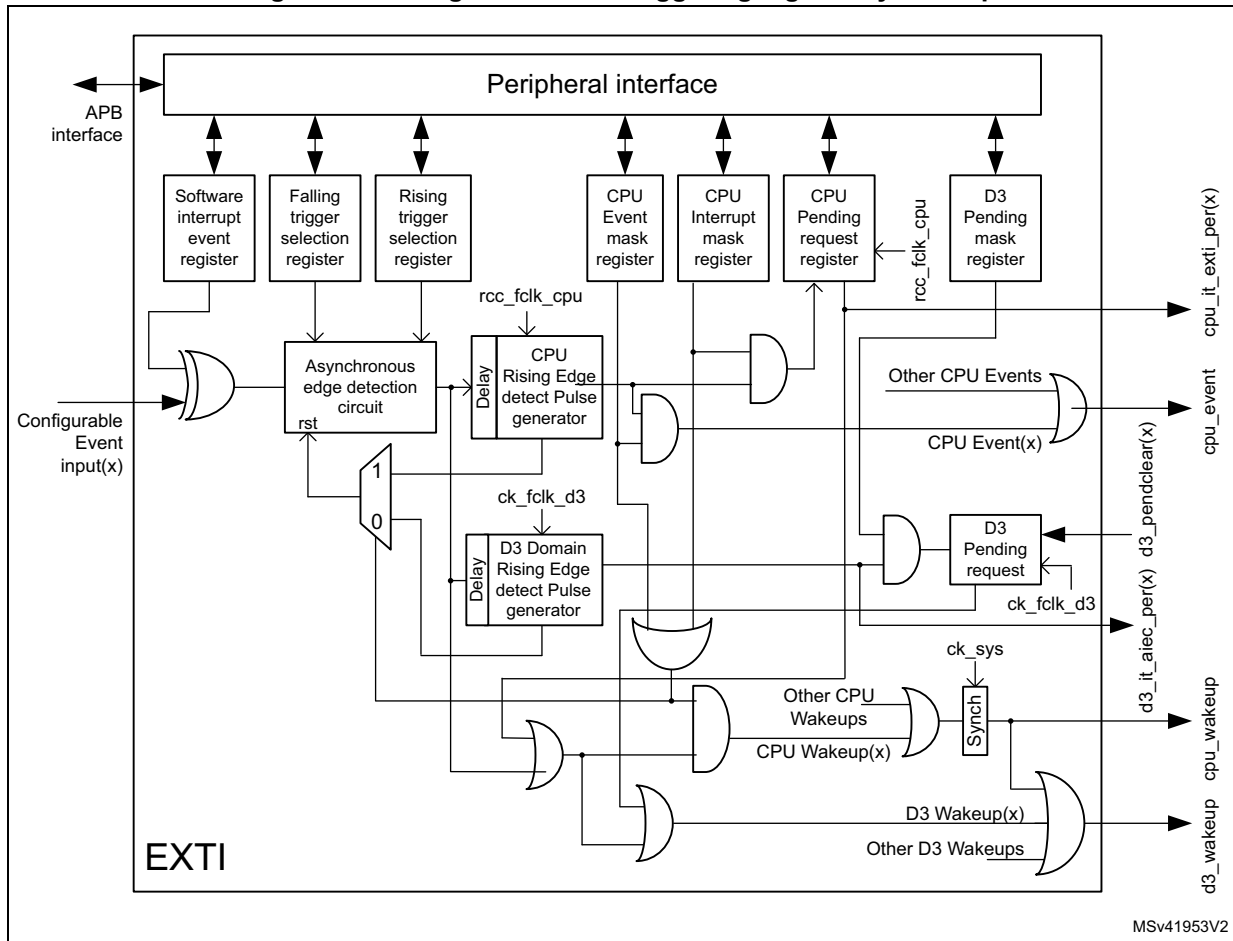 Peripheral interface
APB
interface
Software
interrupt
event
register
Falling
trigger
selection
register
Rising
trigger
selection
register
CPU
Event
mask
register
CPU
Interrupt
mask
register
CPU
Pending
request
register
D3
Pending
mask
register
rcc_fclk_cpu
cpu_it_exti_per(x)
rcc_fclk_cpu
Asynchronous
edge detection
circuit
rst
Delay
CPU
Rising Edge
detect Pulse
generator
Configurable
Event
input(x)
Other CPU Events
CPU Event(x)
cpu_event
1
0
ck_fclk_d3
Delay
D3 Domain
Rising Edge
detect Pulse
generator
D3
Pending
request
d3_pendclear(x)
ck_fclk_d3
d3_it_aiec_per(x)
ck_sys
Other CPU
Wakeups
CPU Wakeup(x)
Synch
cpu_wakeup
D3 Wakeup(x)
Other D3 Wakeups
d3_wakeup
EXTI
MSv41953V2